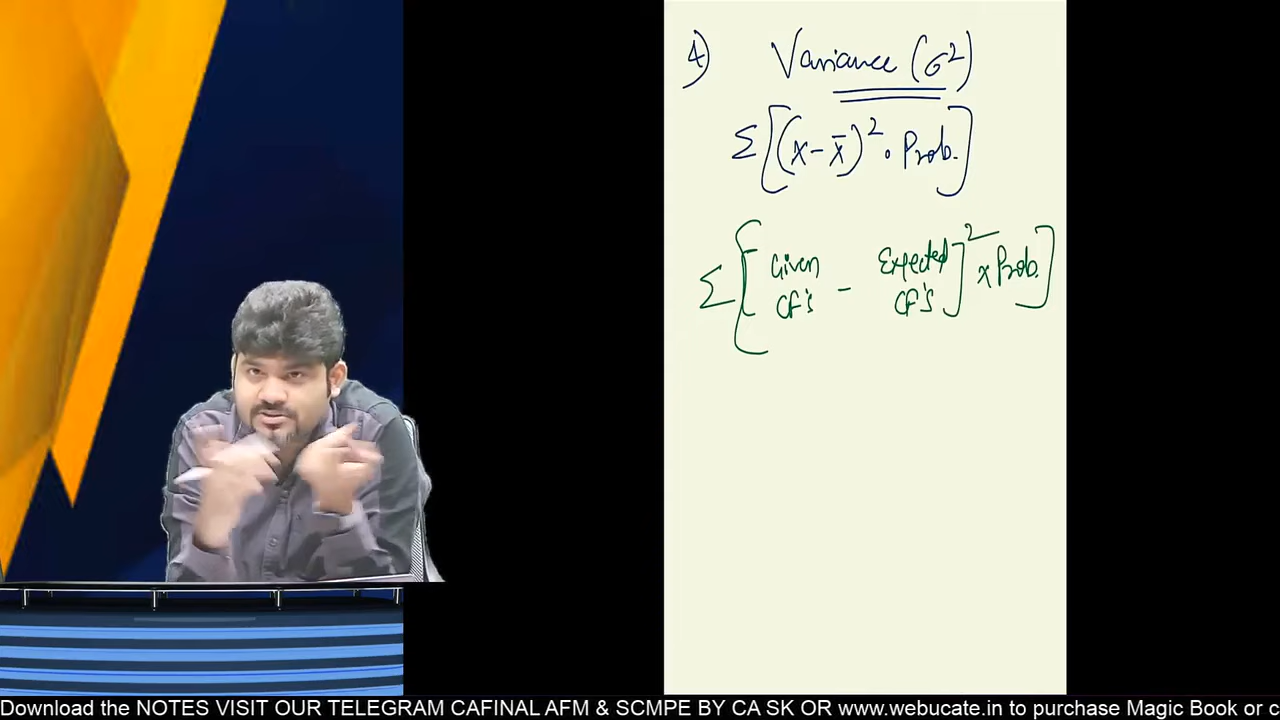 4) Variance (σ²)
Σ[(x-x̄)². Prob.]
Σ[[Given CF's - Expected CF's]² x Prob.]
Download the NOTES VISIT OUR TELEGRAM CAFINAL AFM & SCMPE BY CA SK OR www.webucate.in to purchase Magic Book or c